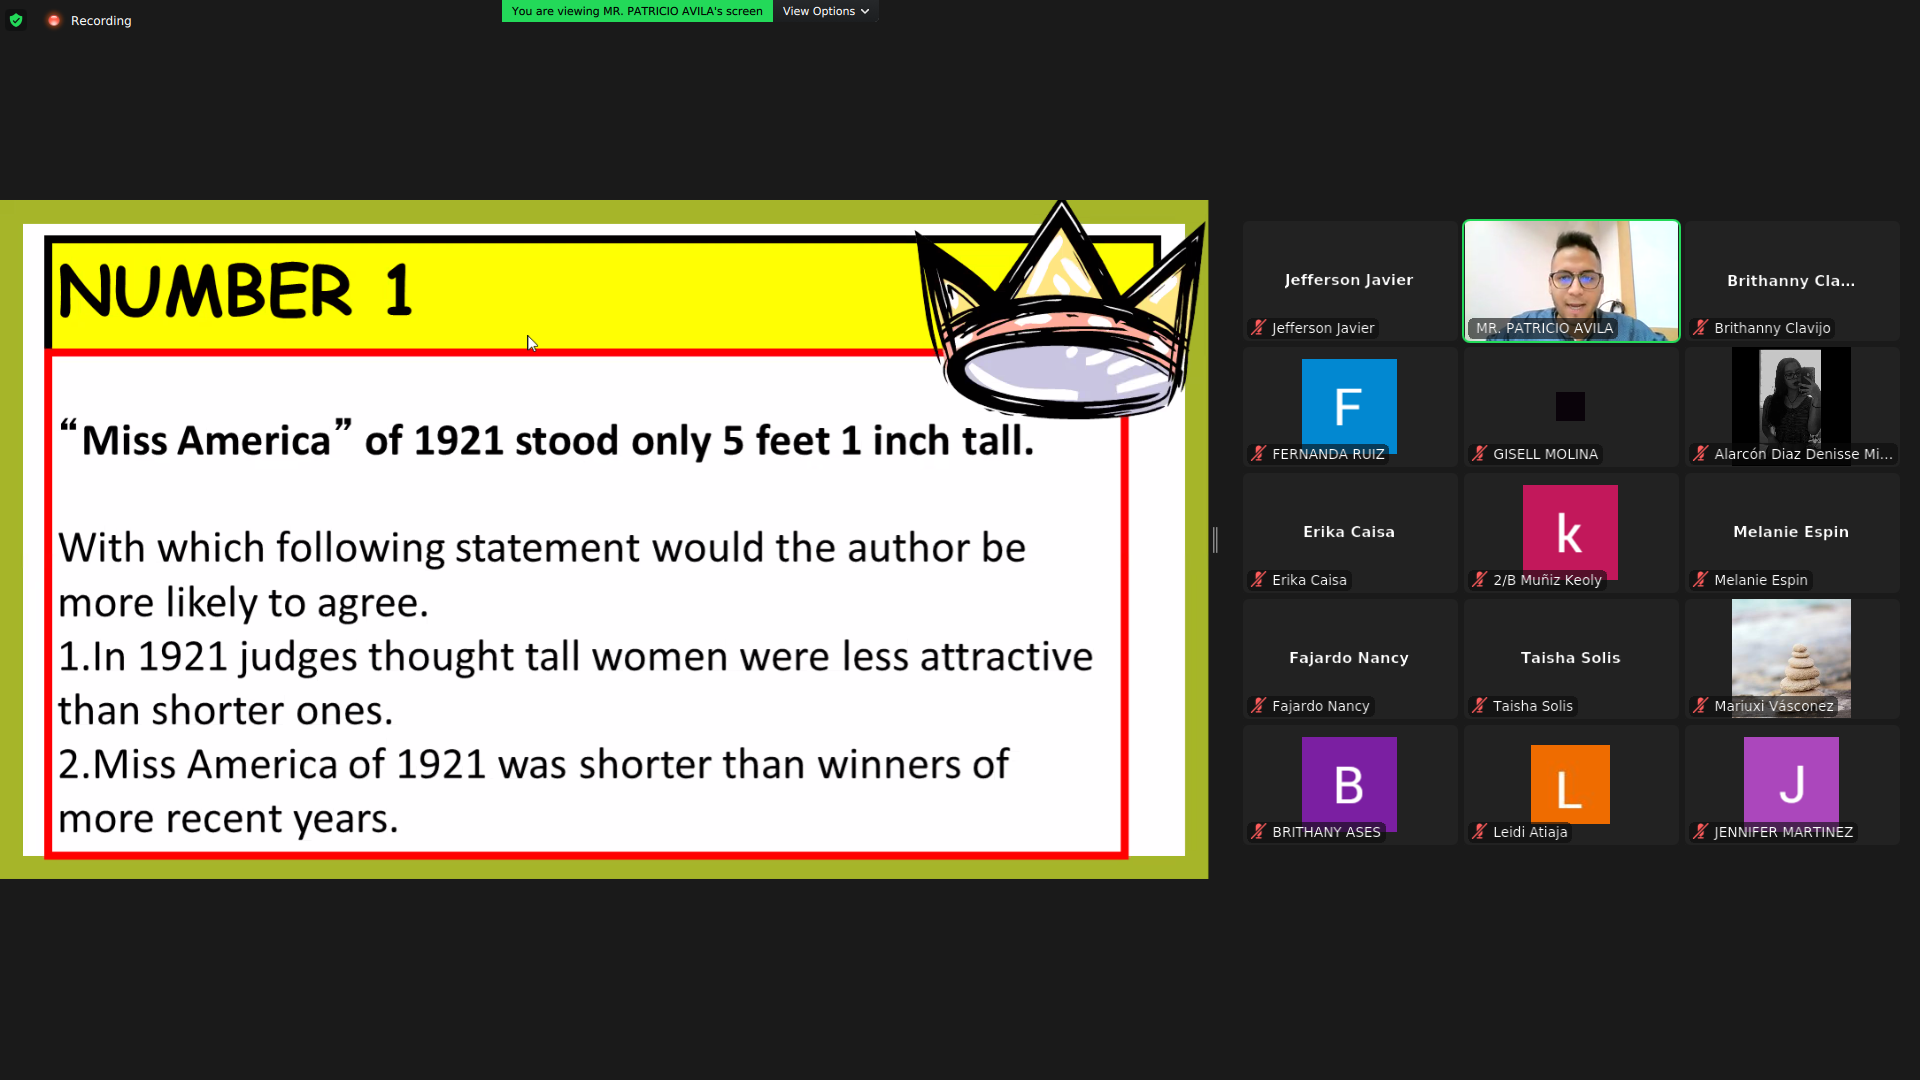 Recording
You are viewing MR. PATRICIO AVILA's screen
View Options
NUMBER 1
“Miss America” of 1921 stood only 5 feet 1 inch tall.
With which following statement would the author be
more likely to agree.
1.In 1921 judges thought tall women were less attractive
than shorter ones.
2.Miss America of 1921 was shorter than winners of
more recent years.
Jefferson Javier
Jefferson Javier
MR. PATRICIO AVILA
Brithanny Cla...
Brithanny Clavijo
F
FERNANDA RUIZ
GISELL MOLINA
Alarcón Diaz Denisse Mi...
Erika Caisa
Erika Caisa
k
2/B Muñiz Keoly
Melanie Espin
Melanie Espin
Fajardo Nancy
Fajardo Nancy
Taisha Solis
Taisha Solis
Mariuxi Vásconez
B
BRITHANY ASES
L
Leidi Atiaja
J
JENNIFER MARTINEZ